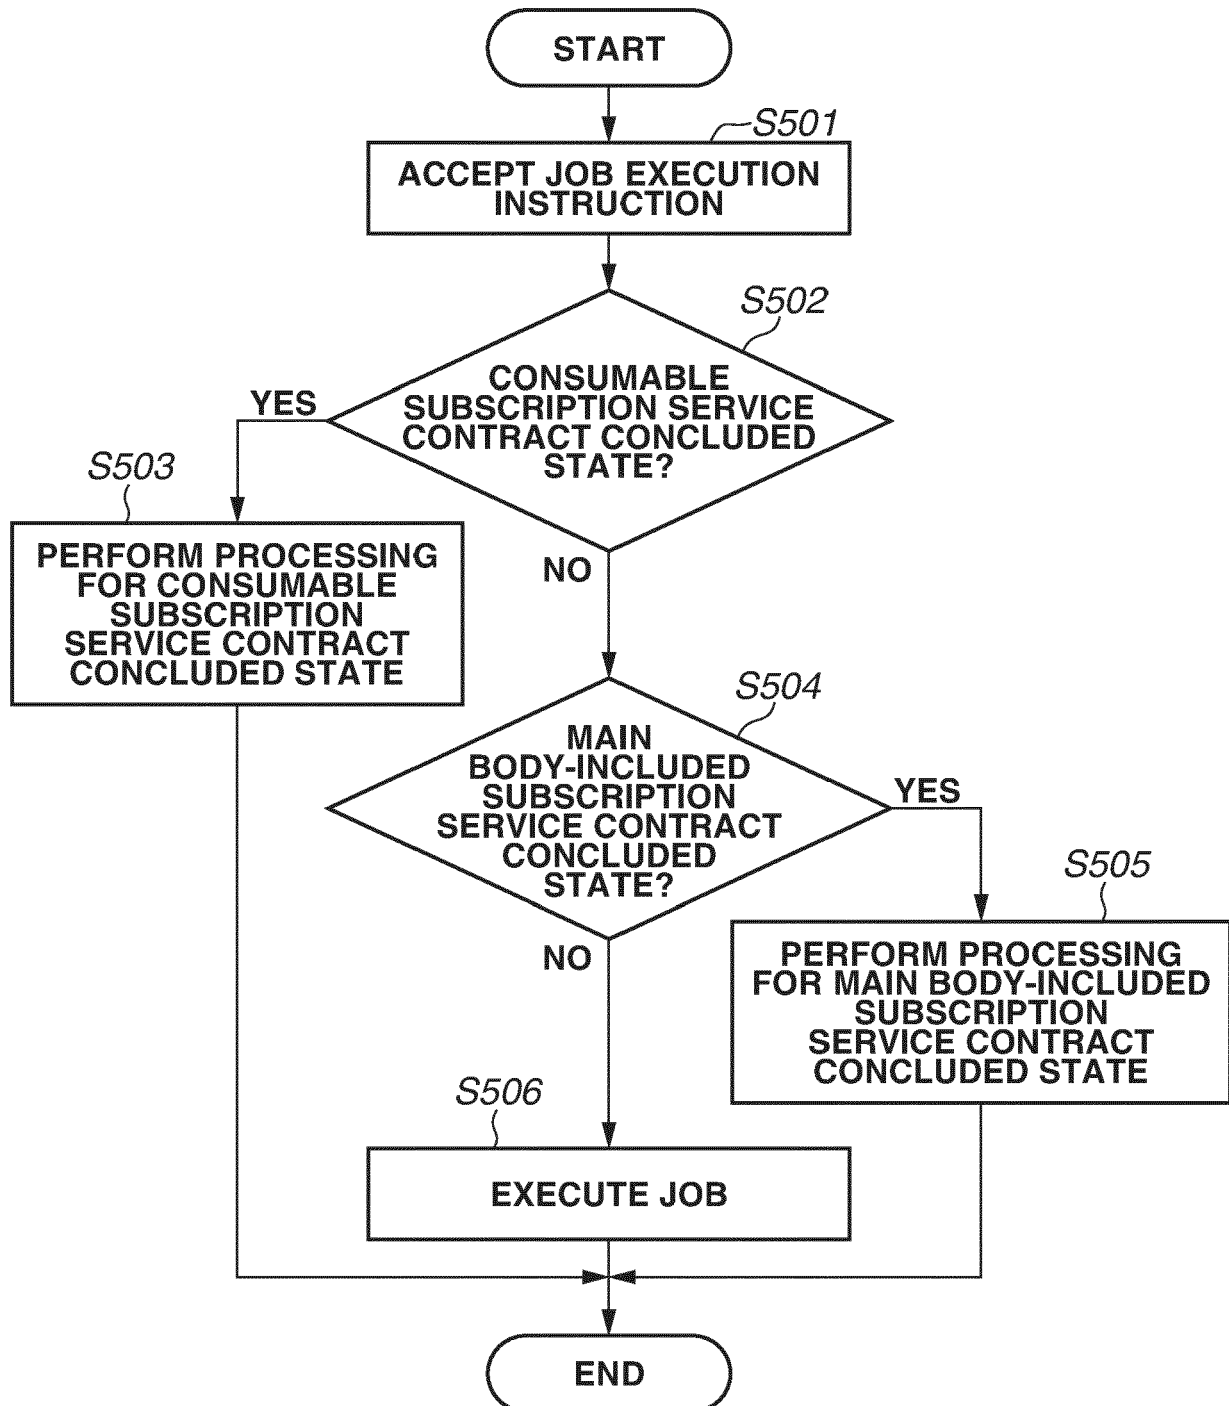 START
S501
ACCEPT JOB EXECUTION
INSTRUCTION
S502
CONSUMABLE
SUBSCRIPTION SERVICE
CONTRACT CONCLUDED
STATE?
YES
NO
S503
PERFORM PROCESSING
FOR CONSUMABLE
SUBSCRIPTION
SERVICE CONTRACT
CONCLUDED STATE
S504
MAIN
BODY-INCLUDED
SUBSCRIPTION
SERVICE CONTRACT
CONCLUDED
STATE?
YES
NO
S505
PERFORM PROCESSING
FOR MAIN BODY-INCLUDED
SUBSCRIPTION
SERVICE CONTRACT
CONCLUDED STATE
S506
EXECUTE JOB
END